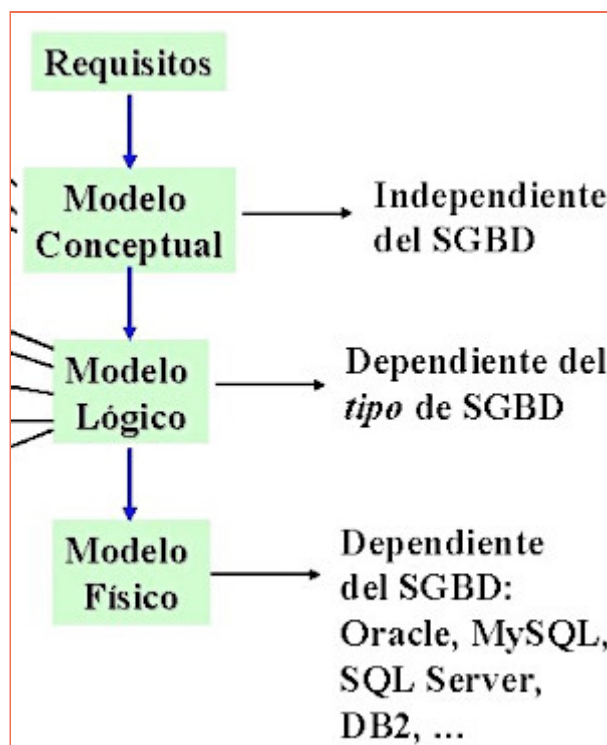 Requisitos
Modelo
Conceptual
Independiente
del SGBD
Modelo
Lógico
Dependiente del
tipo de SGBD
Modelo
Físico
Dependiente
del SGBD:
Oracle, MySQL,
SQL Server,
DB2, ...